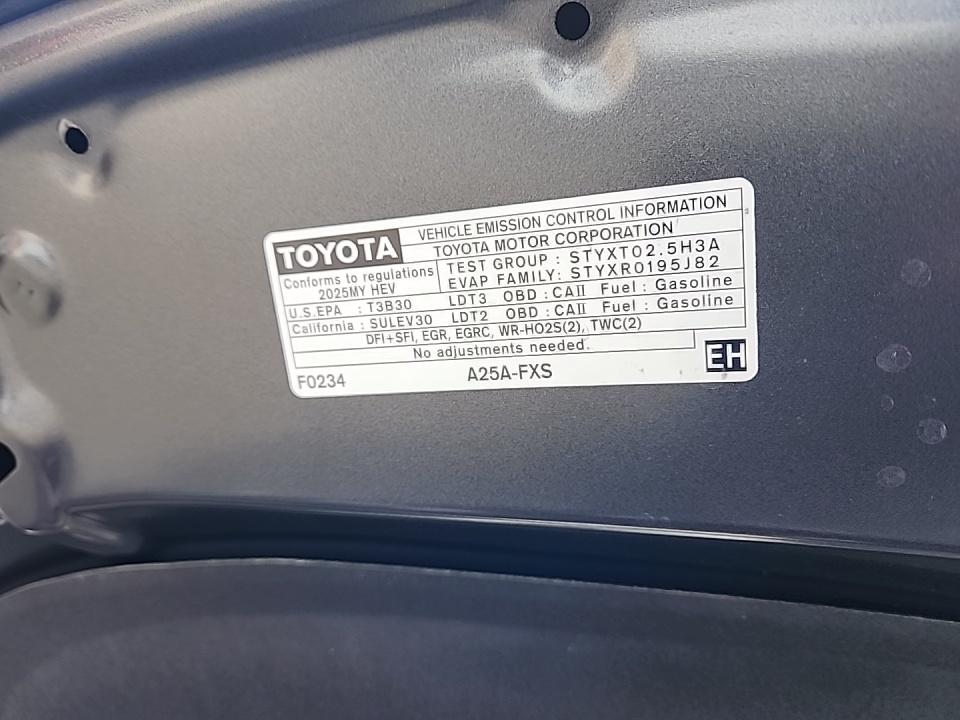 TOYOTA
VEHICLE EMISSION CONTROL INFORMATION
TOYOTA MOTOR CORPORATION
Conforms to regulations
2025MY HEV
TEST GROUP : STYXT02.5H3A
EVAP FAMILY: STYXR0195J82
U.S.EPA : T3B30 LDT3 OBD : CAII Fuel : Gasoline
California : SULEV30 LDT2 OBD : CAII Fuel : Gasoline
DFI+SFI, EGR, EGRC, WR-HO2S(2), TWC(2)
No adjustments needed.
F0234 A25A-FXS EH